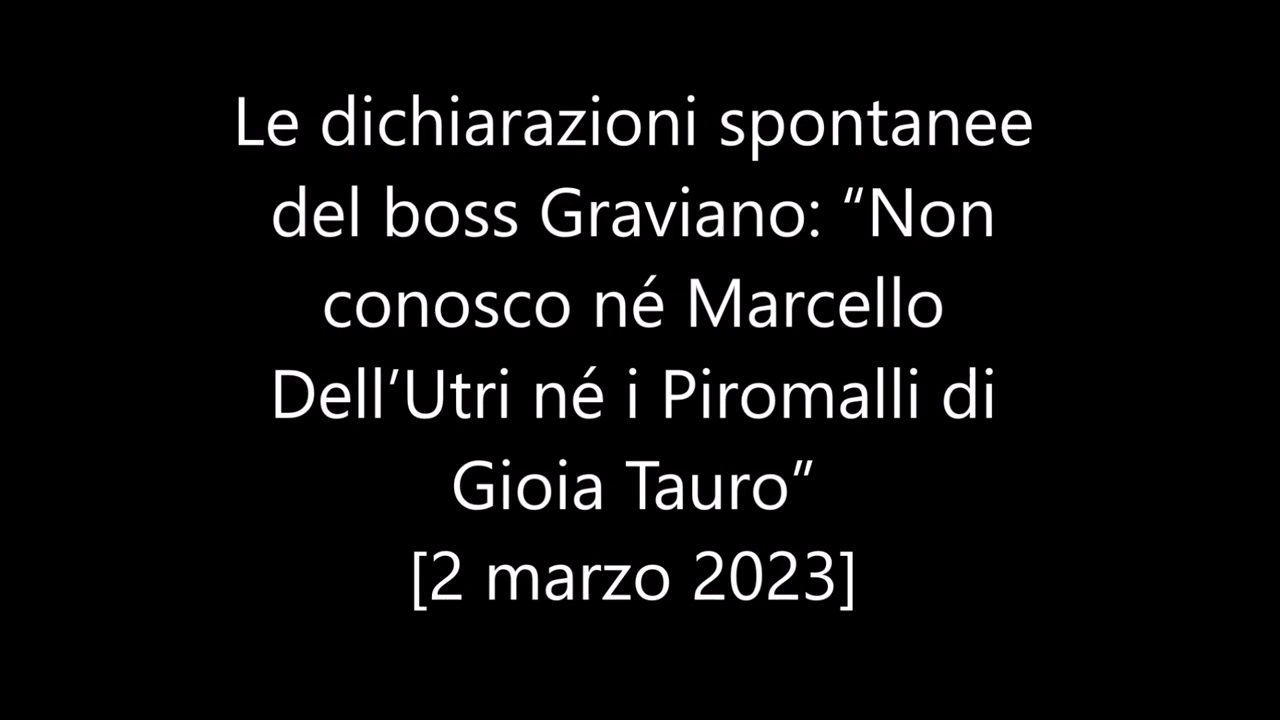 Le dichiarazioni spontanee
del boss Graviano: “Non
conosco né Marcello
Dell’Utri né i Piromalli di
Gioia Tauro”
[2 marzo 2023]